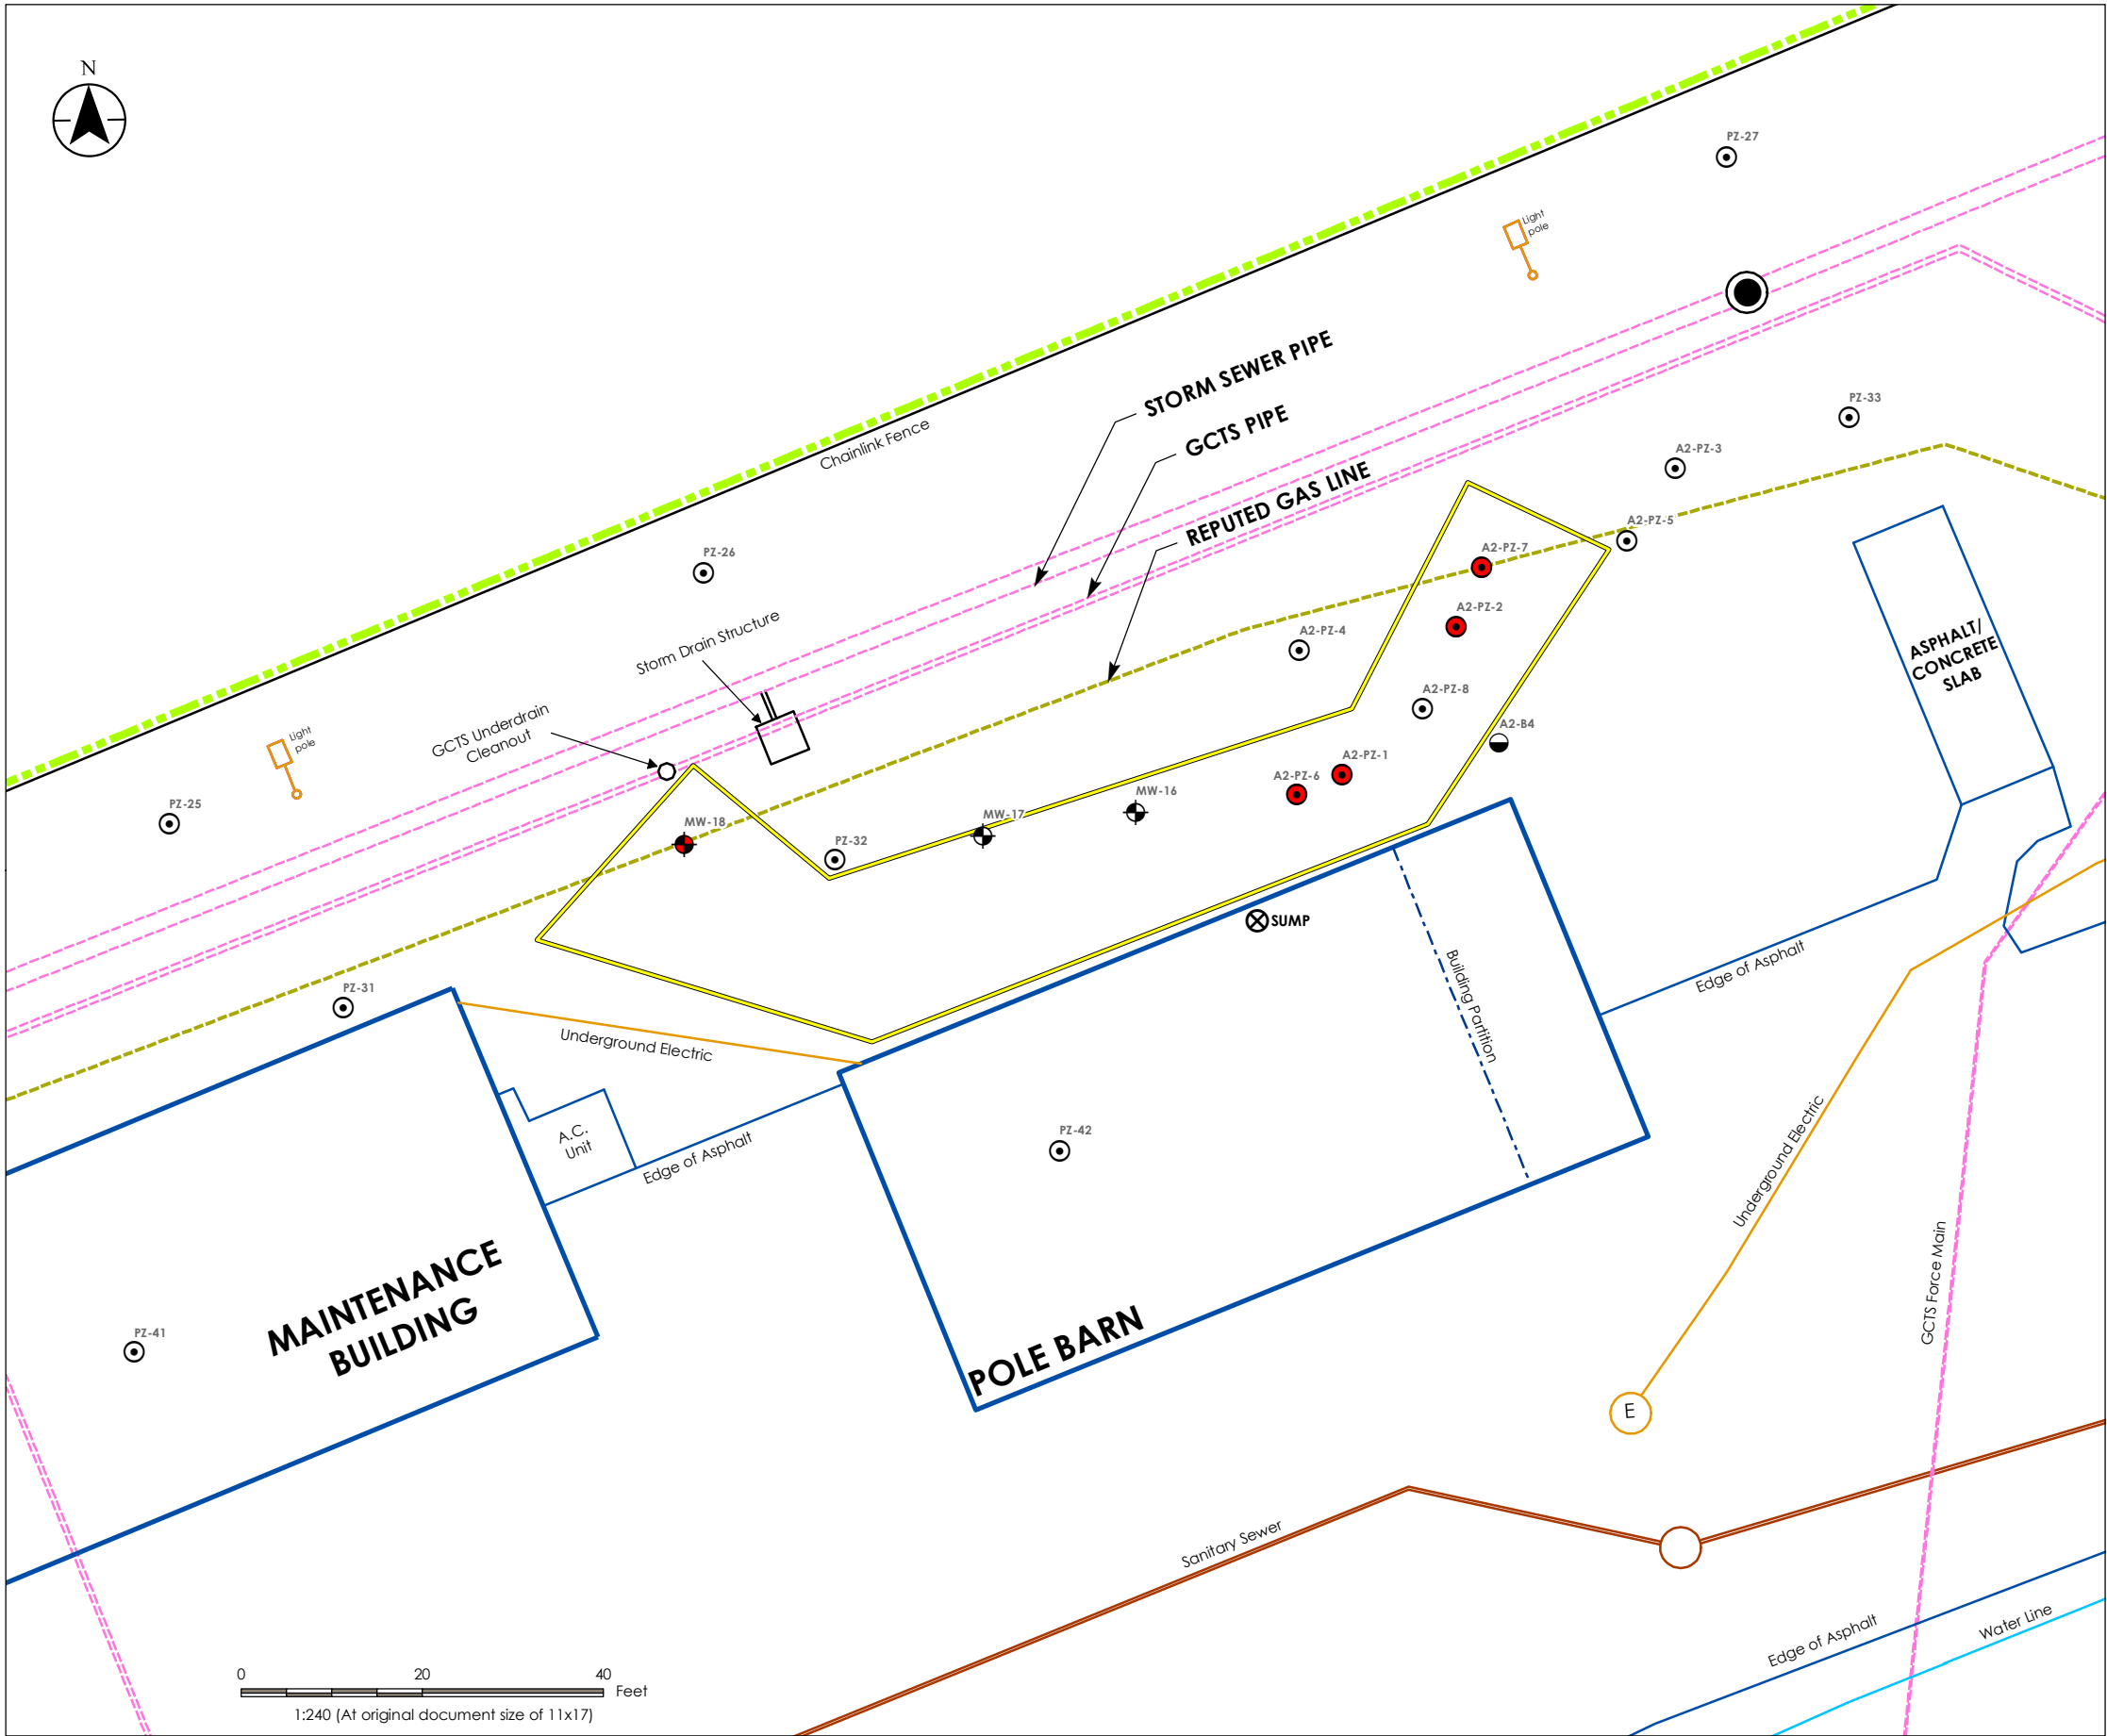 N
PZ-27
Light
pole
STORM SEWER PIPE
GCTS PIPE
Chainlink Fence
PZ-33
A2-PZ-3
REPUTED GAS LINE
A2-PZ-5
A2-PZ-7
PZ-26
A2-PZ-2
A2-PZ-4
Storm Drain Structure
ASPHALT/
CONCRETE
SLAB
A2-PZ-8
GCTS Underdrain
Cleanout
A2-B4
Light
pole
A2-PZ-1
A2-PZ-6
MW-16
PZ-25
MW-17
MW-18
PZ-32
SUMP
Building Partition
Edge of Asphalt
PZ-31
Underground Electric
A.C.
Unit
Edge of Asphalt
PZ-42
Underground Electric
GCTS Force Main
MAINTENANCE
BUILDING
PZ-41
POLE BARN
E
Sanitary Sewer
Edge of Asphalt
Water Line
0 20 40
Feet
1:240 (At original document size of 11x17)